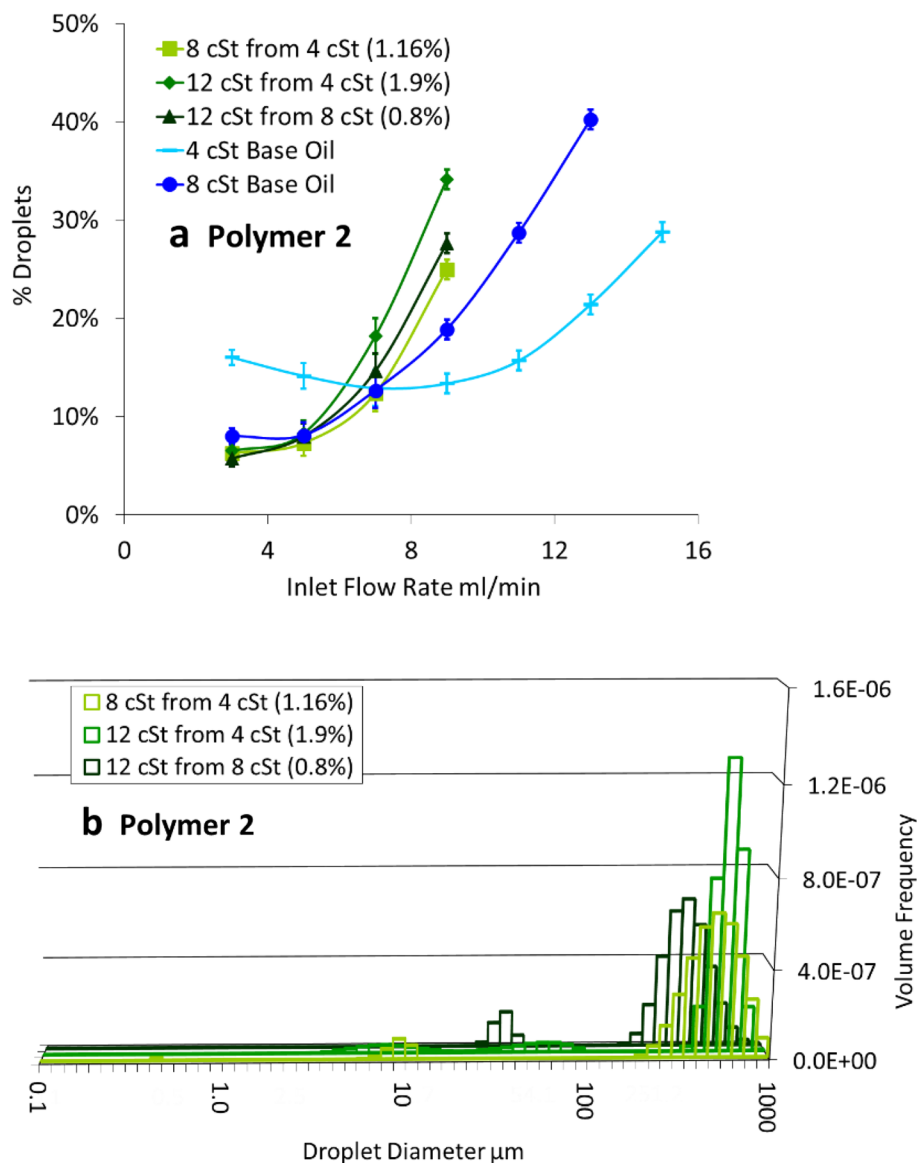 50%
8 cSt from 4 cSt (1.16%)
12 cSt from 4 cSt (1.9%)
12 cSt from 8 cSt (0.8%)
4 cSt Base Oil
8 cSt Base Oil
40%
30%
20%
10%
0%
% Droplets
a Polymer 2
0 4 8 12 16
Inlet Flow Rate ml/min
8 cSt from 4 cSt (1.16%)
12 cSt from 4 cSt (1.9%)
12 cSt from 8 cSt (0.8%)
b Polymer 2
1.6E-06
1.2E-06
8.0E-07
4.0E-07
0.0E+00
Volume Frequency
0.1 1.0 10 100 1000
Droplet Diameter µm